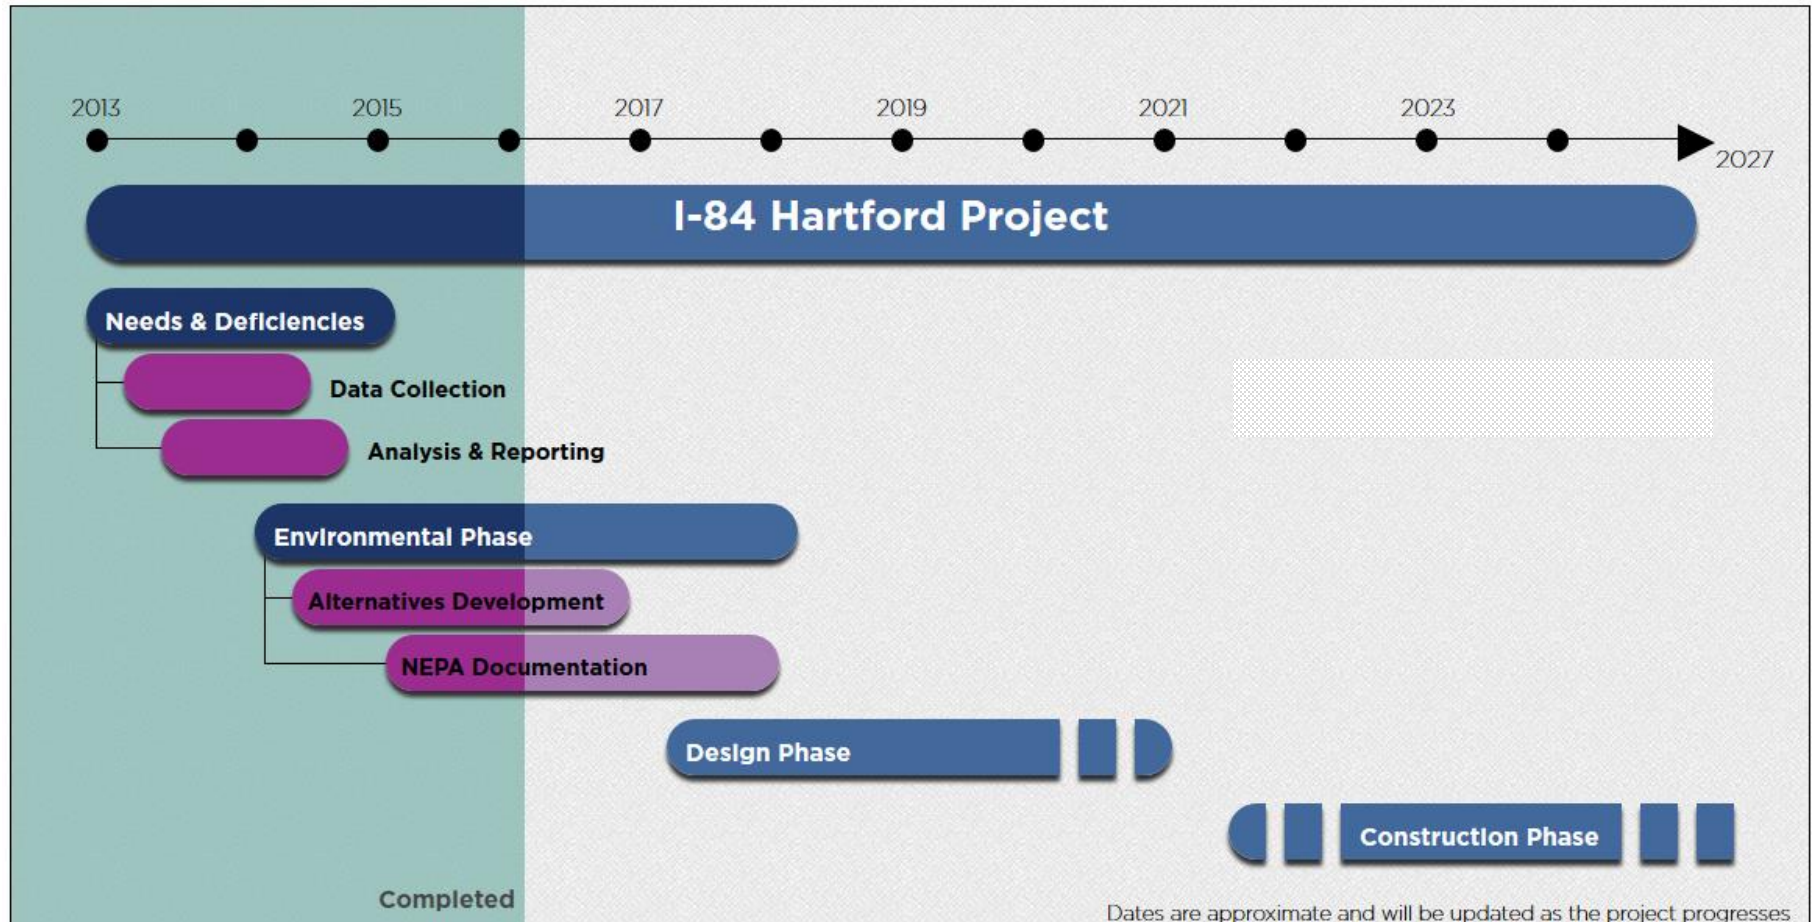 2013 2015 2017 2019 2021 2023
2027
I-84 Hartford Project
Needs & Deficiencies
Data Collection
Analysis & Reporting
Environmental Phase
Alternatives Development
NEPA Documentation
Design Phase
Construction Phase
Completed
Dates are approximate and will be updated as the project progresses